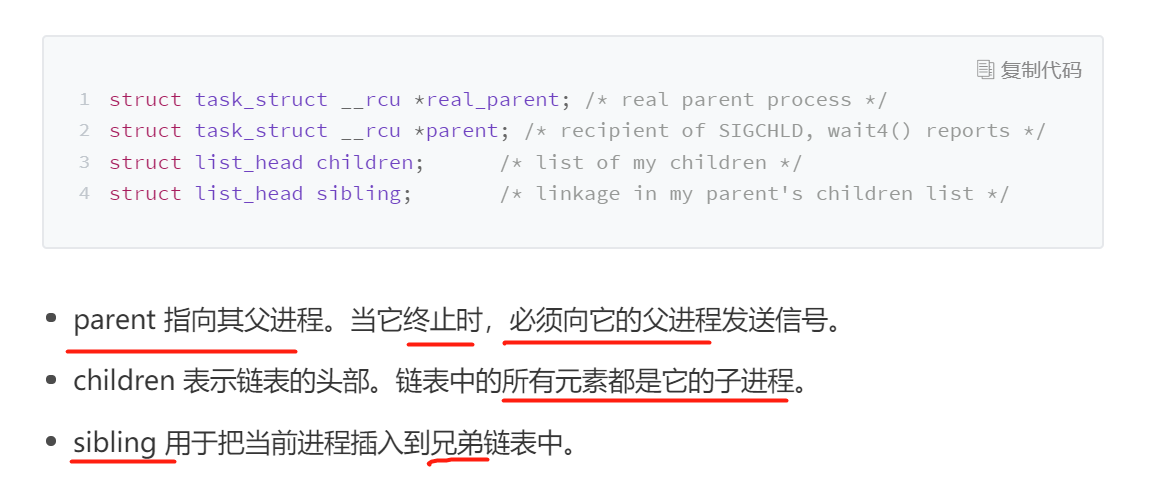 复制代码
1 struct task_struct __rcu *real_parent; /* real parent process */
2 struct task_struct __rcu *parent; /* recipient of SIGCHLD, wait4() reports */
3 struct list_head children;      /* list of my children */
4 struct list_head sibling;       /* linkage in my parent's children list */
• parent 指向其父进程。当它终止时，必须向它的父进程发送信号。
• children 表示链表的头部。链表中的所有元素都是它的子进程。
• sibling 用于把当前进程插入到兄弟链表中。